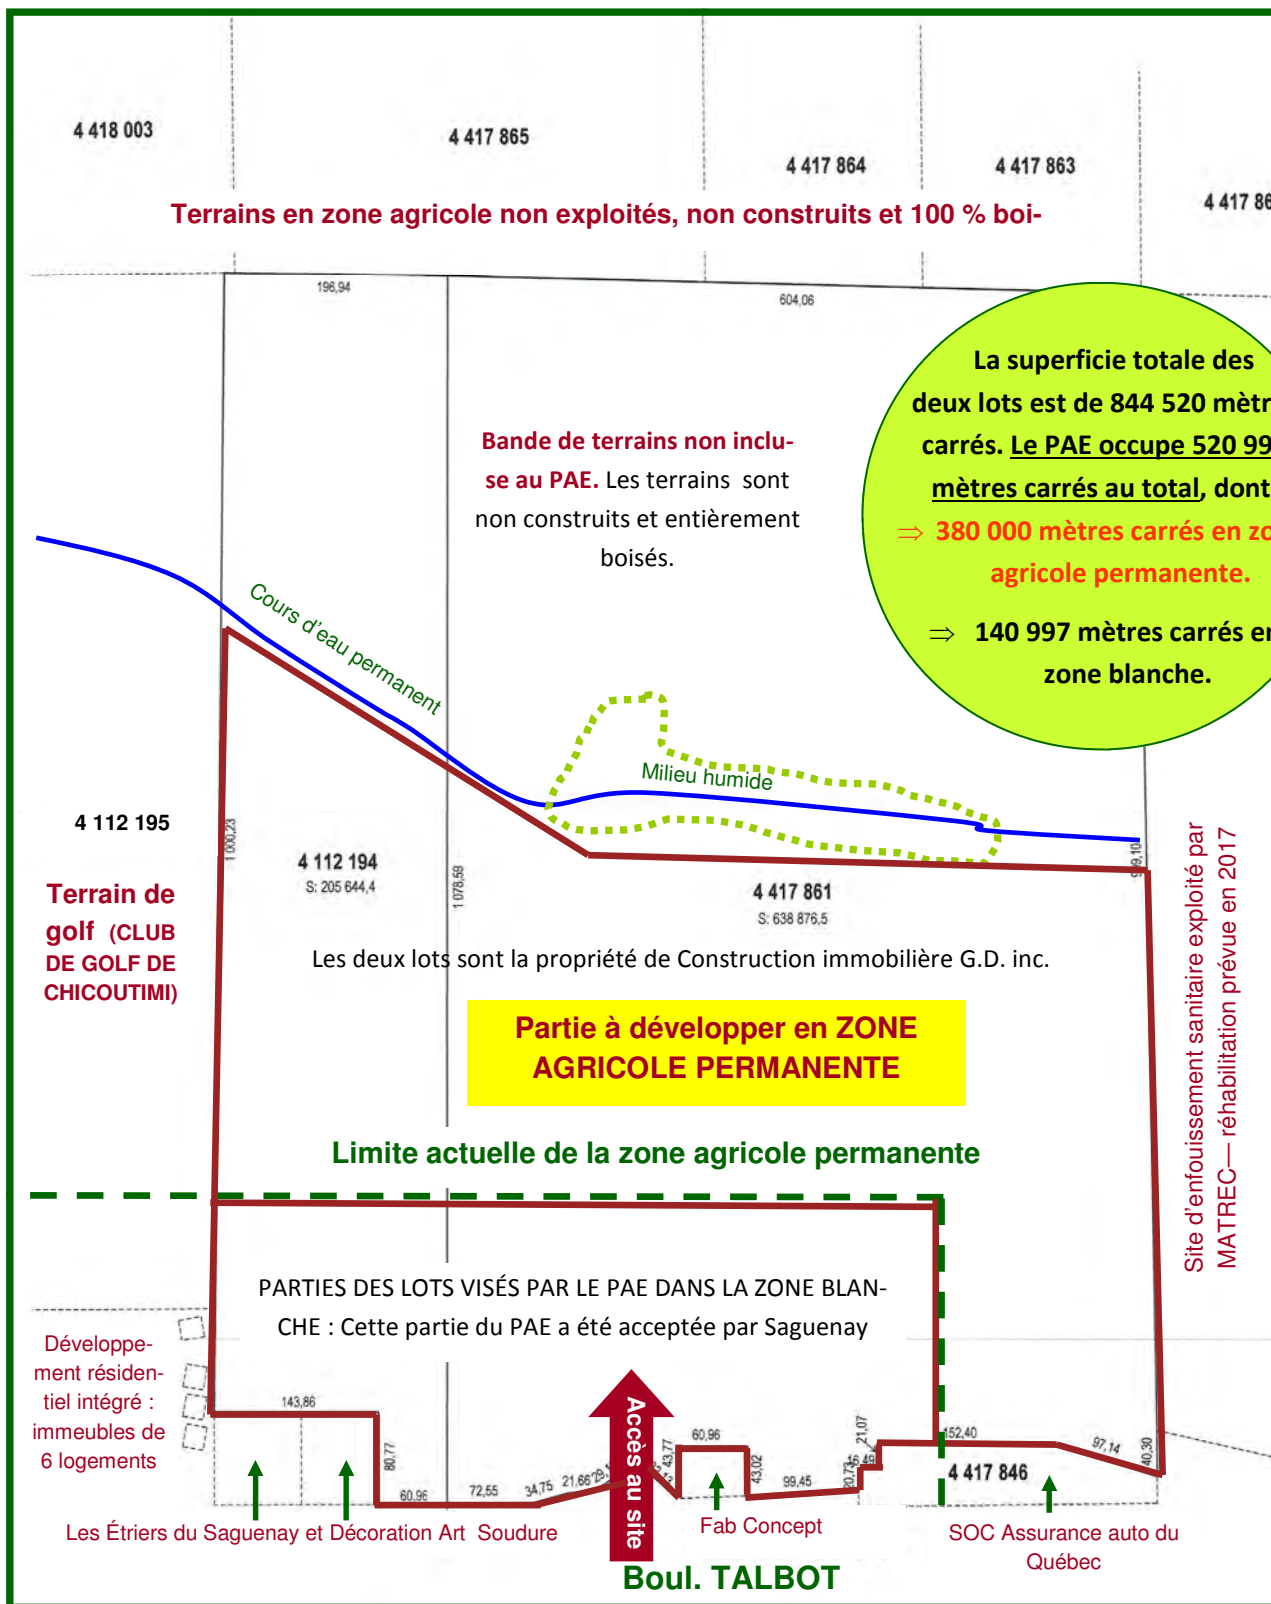 4 418 003
4 417 865
4 417 864
4 417 863
4 417 86
Terrains en zone agricole non exploités, non construits et 100 % boi-
196,94
604,06
La superficie totale des
deux lots est de 844 520 mètr
carrés. Le PAE occupe 520 99
mètres carrés au total, dont
⇒ 380 000 mètres carrés en zo
agricole permanente.
⇒ 140 997 mètres carrés e
zone blanche.
Bande de terrains non inclu-
se au PAE. Les terrains sont
non construits et entièrement
boisés.
Cours d'eau permanent
Milieu humide
4 112 195
1 000,23
4 112 194
S: 205 644,4
1 078,59
4 417 861
S: 638 876,5
999,10
Terrain de
golf (CLUB
DE GOLF DE
CHICOUTIMI)
Les deux lots sont la propriété de Construction immobilière G.D. inc.
Site d'enfouissement sanitaire exploité par
MATREC— réhabilitation prévue en 2017
Partie à développer en ZONE
AGRICOLE PERMANENTE
Limite actuelle de la zone agricole permanente
PARTIES DES LOTS VISÉS PAR LE PAE DANS LA ZONE BLAN-
CHE : Cette partie du PAE a été acceptée par Saguenay
Développe-
ment résiden-
tiel intégré :
immeubles de
6 logements
143,86
80,77
60,96
72,55
34,75
21,66
Accès au site
43,77
60,96
43,02
99,45
20,73
16,49
21,07
152,40
97,14
40,30
4 417 846
Les Étriers du Saguenay et Décoration Art Soudure
Fab Concept
SOC Assurance auto du
Québec
Boul. TALBOT